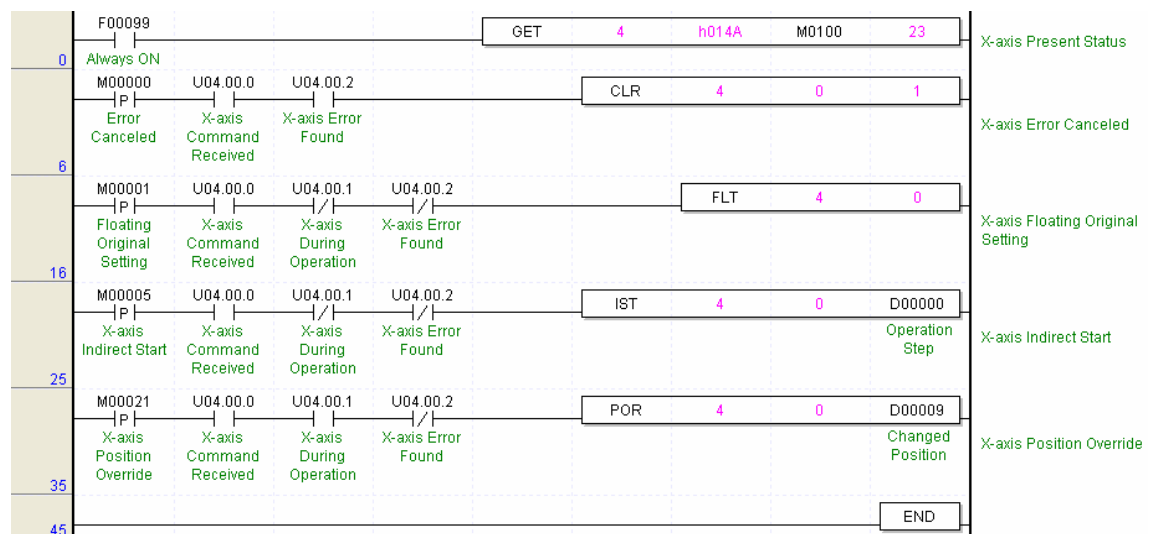 F00099
GET 4 h014A M0100 23
X-axis Present Status
0 Always ON
M00000 U04.00.0 U04.00.2
P
CLR 4 0 1
Error X-axis X-axis Error
Canceled Command Found
Received
X-axis Error Canceled
6
M00001 U04.00.0 U04.00.1 U04.00.2
P
FLT 4 0
Floating X-axis X-axis X-axis Error
Original Command During Found
Setting Received Operation
X-axis Floating Original
Setting
16
M00005 U04.00.0 U04.00.1 U04.00.2
P
IST 4 0 D00000
X-axis X-axis X-axis X-axis Error
Indirect Start Command During Found
Received Operation
Operation
Step
X-axis Indirect Start
25
M00021 U04.00.0 U04.00.1 U04.00.2
P
POR 4 0 D00009
X-axis X-axis X-axis X-axis Error
Position Command During Found
Override Received Operation
Changed
Position
X-axis Position Override
35
END
45